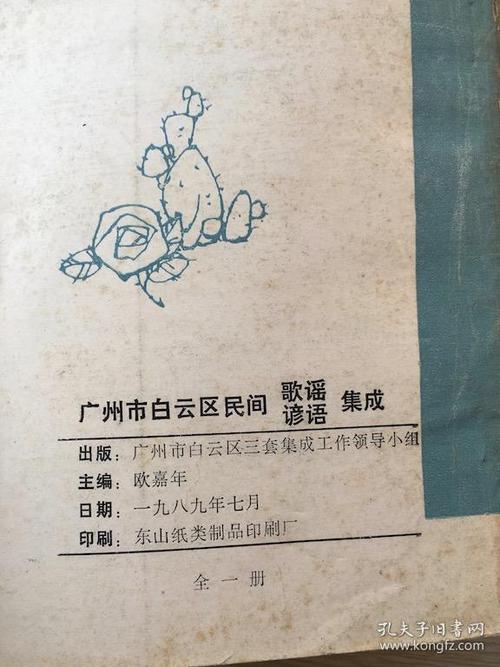 广州市白云区民间 歌谣 谚语 集成
出版：广州市白云区三套集成工作领导小组
主编：欧嘉年
日期：一九八九年七月
印刷：东山纸类制品印刷厂
全一册
孔夫子旧书网
www.kongfz.com